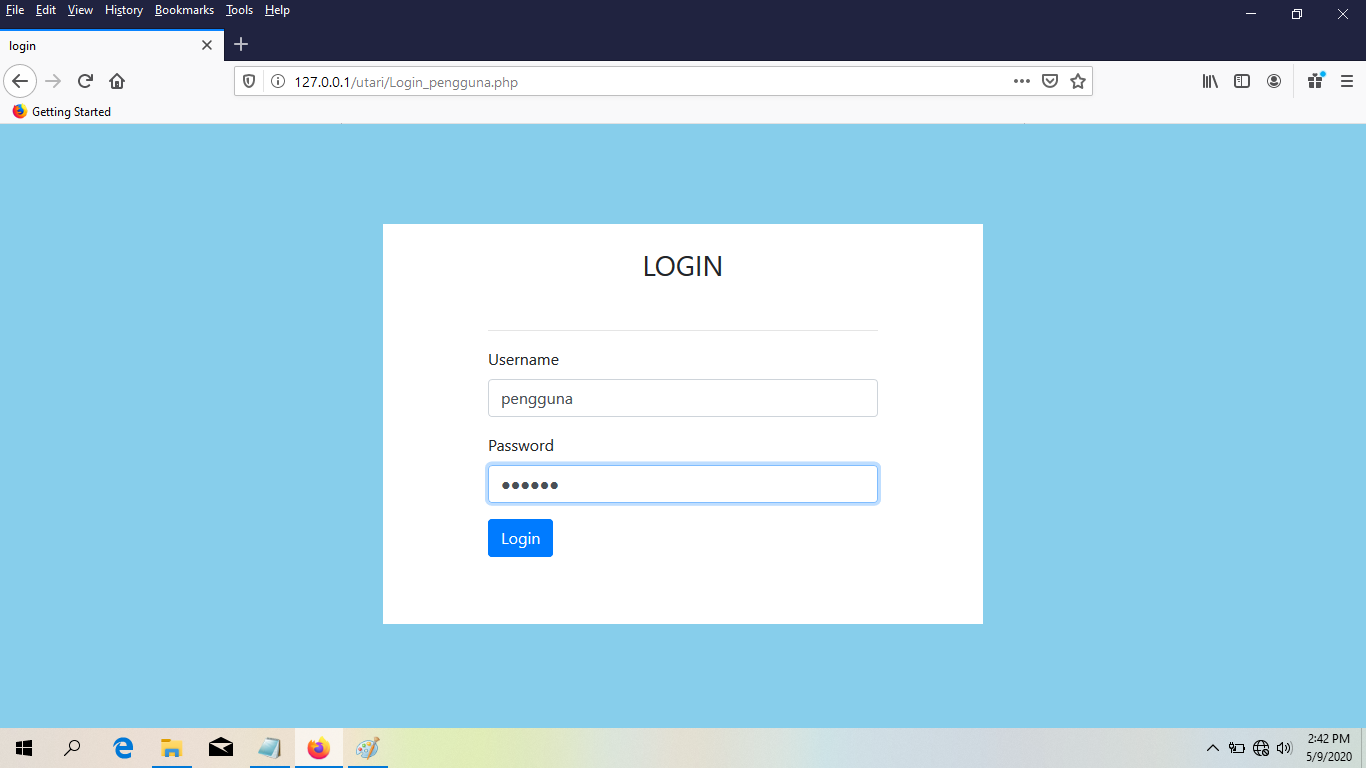 File Edit View History Bookmarks Tools Help
login
127.0.0.1/utari/Login_pengguna.php
Getting Started
LOGIN
Username
pengguna
Password
●●●●●●
Login
2:42 PM
5/9/2020